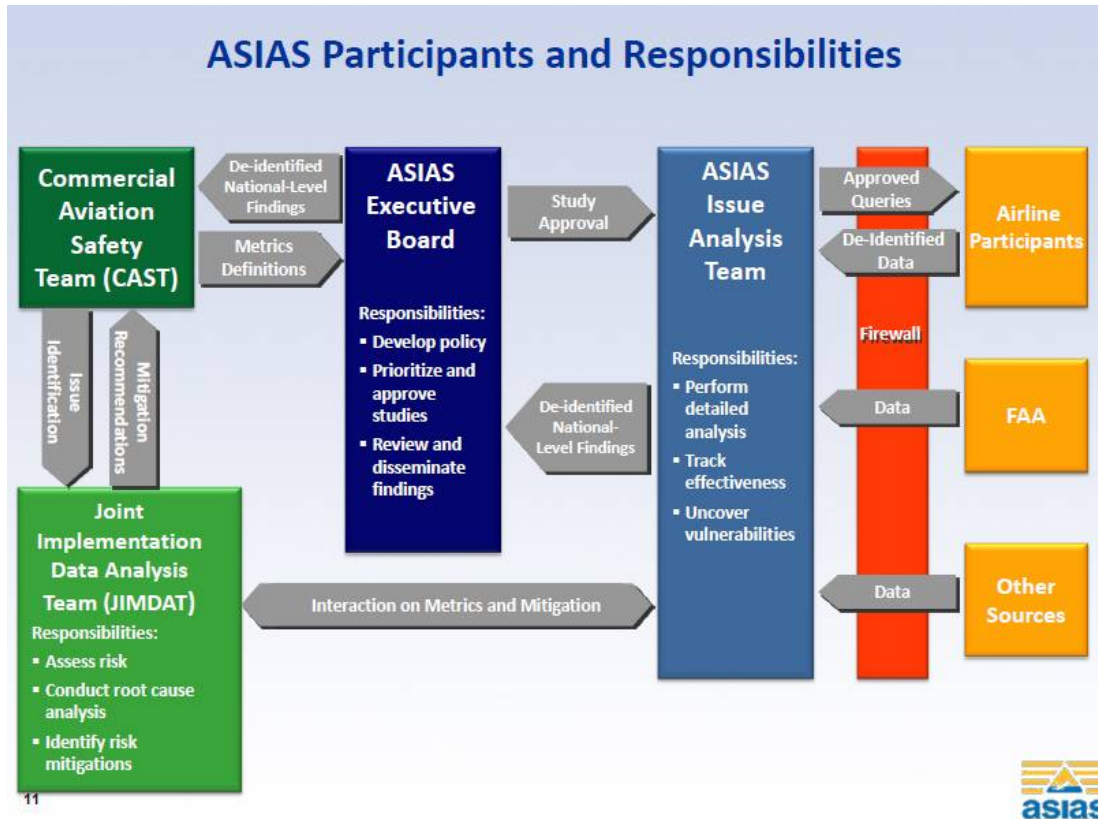 ASIAS Participants and Responsibilities
Commercial
Aviation
Safety
Team (CAST)
De-identified
National-Level
Findings
Metrics
Definitions
ASIAS
Executive
Board
Responsibilities:
▪ Develop policy
▪ Prioritize and
approve
studies
▪ Review and
disseminate
findings
Study
Approval
De-identified
National-
Level Findings
ASIAS
Issue
Analysis
Team
Responsibilities:
▪ Perform
detailed
analysis
▪ Track
effectiveness
▪ Uncover
vulnerabilities
Approved
Queries
De-Identified
Data
Firewall
Data
Data
Airline
Participants
FAA
Other
Sources
Issue
Identification
Mitigation
Recommendations
Joint
Implementation
Data Analysis
Team (JIMDAT)
Responsibilities:
▪ Assess risk
▪ Conduct root cause
analysis
▪ Identify risk
mitigations
Interaction on Metrics and Mitigation
11
asias